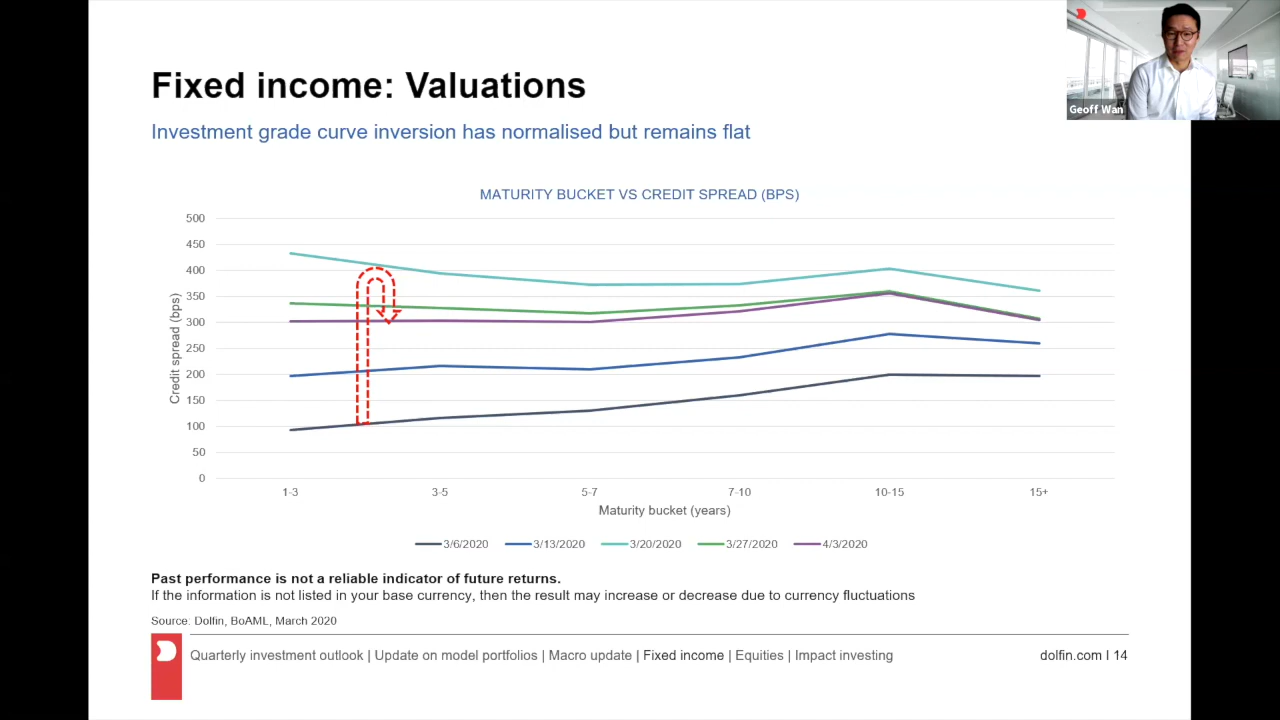 Fixed income: Valuations
Geoff Wan
Investment grade curve inversion has normalised but remains flat
MATURITY BUCKET VS CREDIT SPREAD (BPS)
Credit spread (bps)
500
450
400
350
300
250
200
150
100
50
0
1-3 3-5 5-7 7-10 10-15 15+
Maturity bucket (years)
3/6/2020 3/13/2020 3/20/2020 3/27/2020 4/3/2020
Past performance is not a reliable indicator of future returns.
If the information is not listed in your base currency, then the result may increase or decrease due to currency fluctuations
Source: Dolfin, BoAML, March 2020
Quarterly investment outlook | Update on model portfolios | Macro update | Fixed income | Equities | Impact investing
dolfin.com I 14